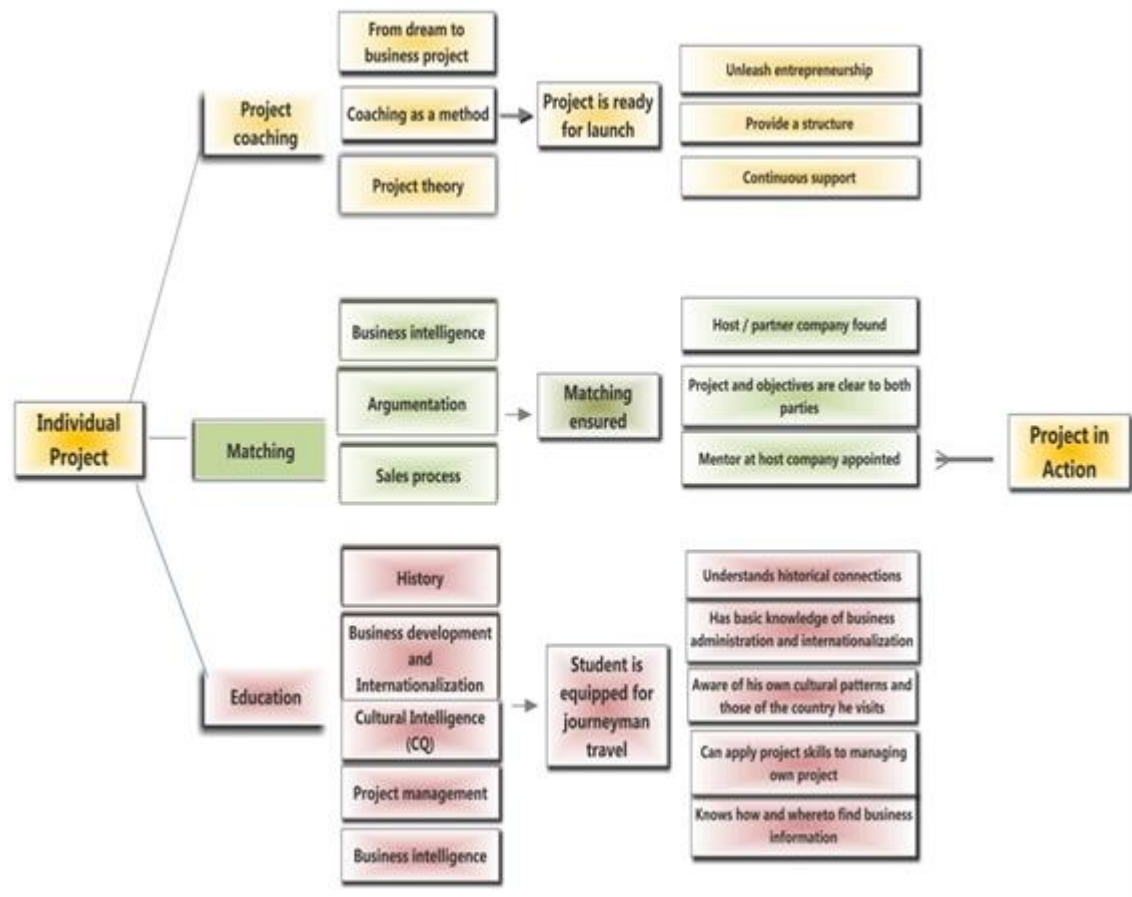 From dream to
business project
Project
coaching
Coaching as a method
Project theory
Project is ready
for launch
Unleash entrepreneurship
Provide a structure
Continuous support
Individual
Project
Matching
Business intelligence
Argumentation
Sales process
Matching
ensured
Host / partner company found
Project and objectives are clear to both
parties
Mentor at host company appointed
Project in
Action
Education
History
Business development
and
Internationalization
Cultural Intelligence
(CQ)
Project management
Business intelligence
Student is
equipped for
journeyman
travel
Understands historical connections
Has basic knowledge of business
administration and internationalization
Aware of his own cultural patterns and
those of the country he visits
Can apply project skills to managing
own project
Knows how and whereto find business
information